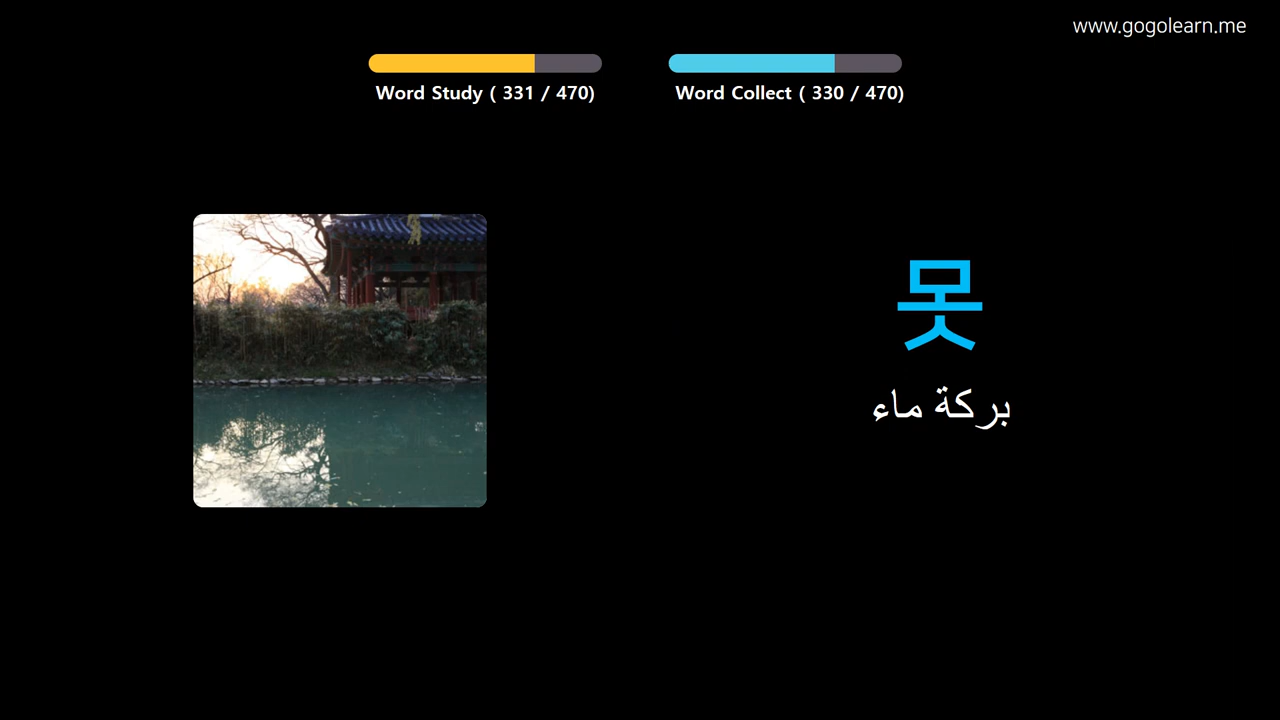 www.gogolearn.me
Word Study ( 331 / 470)
Word Collect ( 330 / 470)
못
بركة ماء